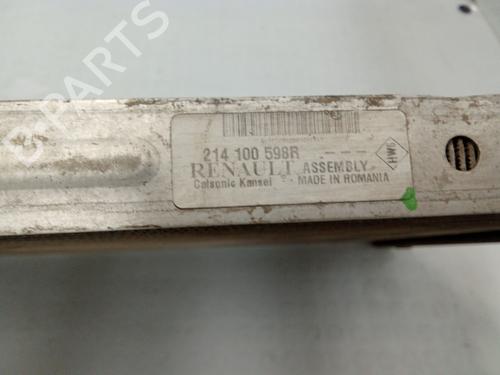 B PARTS
214 100 598R - - - -
RENAULT ASSEMBLY
Calsonic Kansei MADE IN ROMANIA